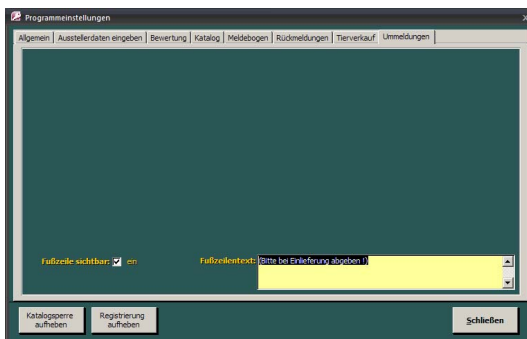 Programmeinstellungen
Allgemein Ausstellerdaten eingeben Bewertung Katalog Meldebogen Rückmeldungen Tierverkauf Ummeldungen
Fußzeile sichtbar: ein Fußzeilentext: (Bitte bei Einlieferung abgeben !)
Katalogsperre aufheben
Registrierung aufheben
Schließen